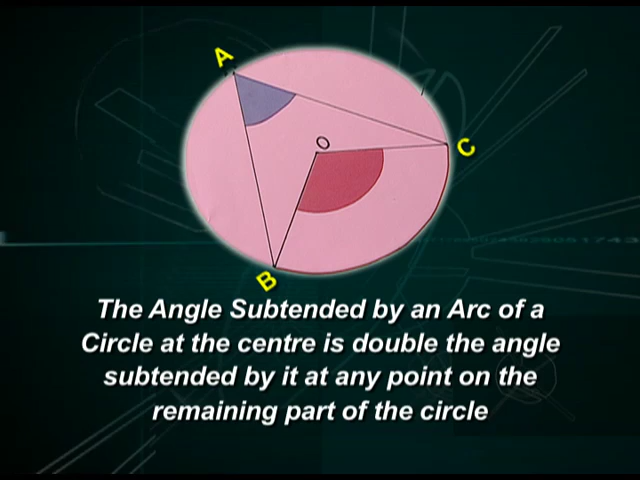 A
O
C
B
The Angle Subtended by an Arc of a
Circle at the centre is double the angle
subtended by it at any point on the
remaining part of the circle